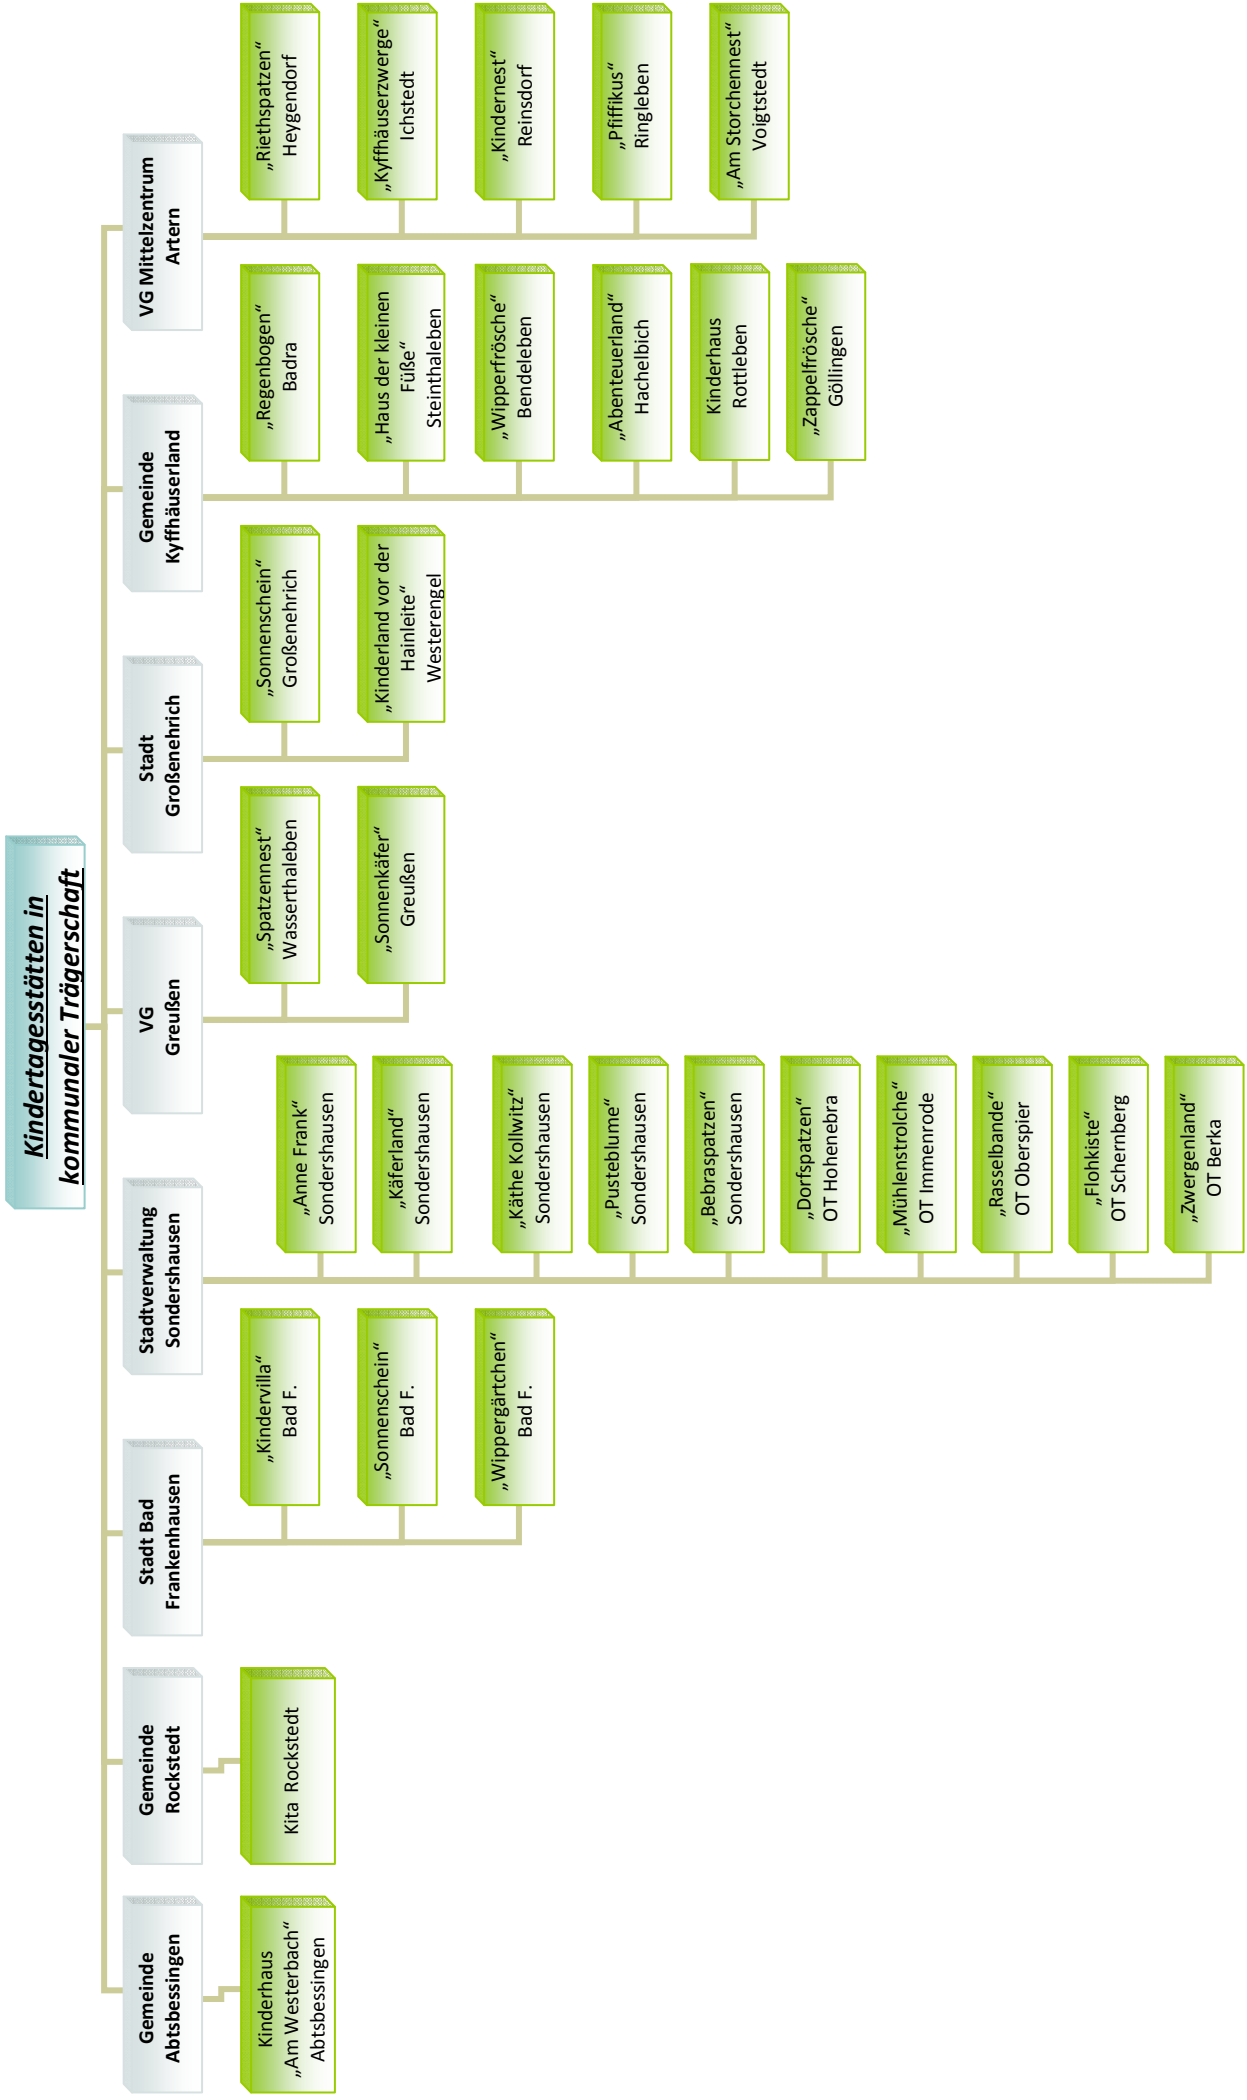 Kindertagesstätten in
kommunaler Trägerschaft
Gemeinde
Abtsbessingen
Kinderhaus
„Am Westerbach“
Abtsbessingen
Gemeinde
Rockstedt
Kita Rockstedt
Stadt Bad
Frankenhausen
„Kindervilla“
Bad F.
„Sonnenschein“
Bad F.
„Wippergärtchen“
Bad F.
Stadtverwaltung
Sondershausen
„Anne Frank“
Sondershausen
„Käferland“
Sondershausen
„Käthe Kollwitz“
Sondershausen
„Pusteblume“
Sondershausen
„Bebraspatzen“
Sondershausen
„Dorfspatzen“
OT Hohenebra
„Mühlenstrolche“
OT Immenrode
„Rasselbande“
OT Oberspier
„Flohkiste“
OT Schernberg
„Zwergenland“
OT Berka
VG
Greußen
„Spatzennest“
Wasserthaleben
„Sonnenkäfer“
Greußen
Stadt
Großenehrich
„Sonnenschein“
Großenehrich
„Kinderland vor der
Hainleite“
Westerengel
Gemeinde
Kyffhäuserland
„Regenbogen“
Badra
„Haus der kleinen
Füße“
Steinthaleben
„Wipperfrösche“
Bendeleben
„Abenteuerland“
Hachelbich
Kinderhaus
Rottleben
„Zappelfrösche“
Göllingen
VG Mittelzentrum
Artern
„Riethspatzen“
Heygendorf
„Kyffhäuserzwerge“
Ichstedt
„Kindernest“
Reinsdorf
„Pfiffikus“
Ringleben
„Am Storchennest“
Voigtstedt